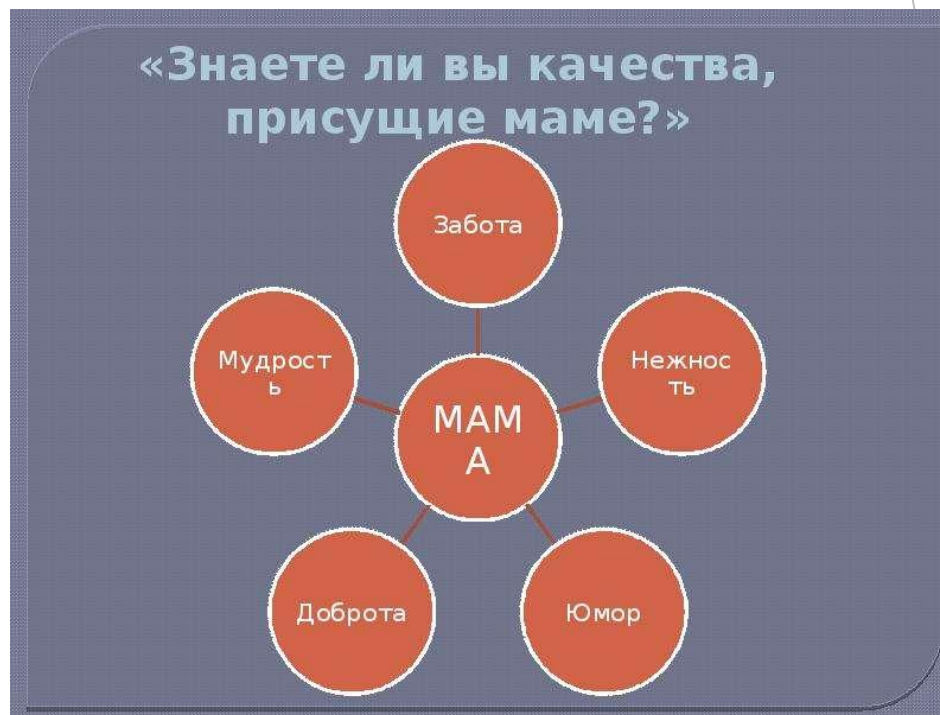 «Знаете ли вы качества,
присущие маме?»
Забота
Мудрост
ь
Нежнос
ть
МАМ
А
Доброта
Юмор